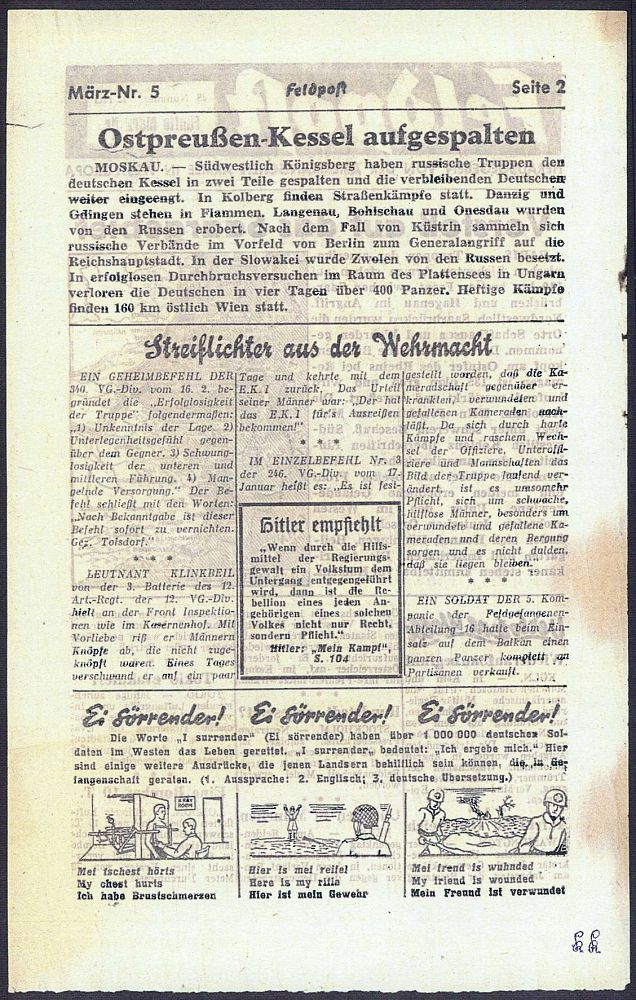 März-Nr. 5
Feldpost
Seite 2
Ostpreußen-Kessel aufgespalten
MOSKAU. — Südwestlich Königsberg haben russische Truppen den
deutschen Kessel in zwei Teile gespalten und die verbleibenden Deutschen
weiter eingeengt. In Kolberg finden Straßenkämpfe statt. Danzig und
Gdingen stehen in Flammen. Langenau, Bohlschau und Onesdau wurden
von den Russen erobert. Nach dem Fall von Küstrin sammeln sich
russische Verbände im Vorfeld von Berlin zum Generalangriff auf die
Reichshauptstadt. In der Slowakei wurde Zwolen von den Russen besetzt.
In erfolglosen Durchbruchsversuchen im Raum des Plattensees in Ungarn
verloren die Deutschen in vier Tagen über 400 Panzer. Heftige Kämpfe
finden 160 km östlich Wien statt.
Streiflichter aus der Wehrmacht
EIN GEHEIMBEFEHL DER
340. VG.-Div. vom 16. 2. be-
gründet die „Erfolglosigkeit
der Truppe" folgendermaßen:
„1) Unkenntnis der Lage. 2)
Unterlegenheitsgefühl gegen-
über dem Gegner. 3) Schwung-
losigkeit der unteren und
mittleren Führung. 4) Man-
gelnde Versorgung." Der Be-
fehl schließt mit den Worten:
„Nach Bekanntgabe ist dieser
Befehl sofort zu vernichten.
Gez. Tolsdorf."
* * *
LEUTNANT KLINKBEIL
von der 3. Batterie des 12.
Art.-Regt. der 12. VG.-Div.
hielt an der Front Inspektio-
nen wie im Kasernenhof. Mit
Vorliebe riß er Männern
Knöpfe ab, die nicht zuge-
knöpft waren. Eines Tages
verschwand er auf ein paar
Tage und kehrte mit dem
E.K.1 zurück. Das Urteil
seiner Männer war: „Der hat
das E.K.1 für's Ausreißen
bekommen!"
* * *
IM EINZELBEFEHL Nr. 3
der 246. VG.-Div. vom 17.
Januar heißt es: „Es ist fest-
Hitler empfiehlt
„Wenn durch die Hilfs-
mittel der Regierungs-
gewalt ein Volkstum dem
Untergang entgegengeführt
wird, dann ist die Re-
bellion eines jeden An-
gehörigen eines solchen
Volkes nicht nur Recht,
sondern Pflicht."
Hitler: „Mein Kampf",
S. 104
gestellt worden, daß die Ka-
meradschaft gegenüber er-
krankten, verwundeten und
gefallenen Kameraden nach-
läßt. Da sich durch harte
Kämpfe und raschem Wech-
sel der Offiziere, Unteroffi-
ziere und Mannschaften das
Bild der Truppe laufend ver-
ändert, ist es umsomehr
Pflicht, sich um schwache,
hilflose Männer, besonders um
verwundete und gefallene Ka-
meraden und deren Bergung
sorgen und es nicht dulden,
daß sie liegen bleiben."
* * *
EIN SOLDAT DER 5. Kom-
panie der Feldgefangenen-
Abteilung 16 hatte beim Ein-
satz auf dem Balkan einen
ganzen Panzer komplett an
Partisanen verkauft.
Ei Sörrender! Ei Sörrender! Ei Sörrender!
Die Worte „I surrender" (Ei sörrender) haben über 1 000 000 deutschen Sol-
daten im Westen das Leben gerettet. „I surrender" bedeutet: „Ich ergebe mich." Hier
sind einige weitere Ausdrücke, die jenen Landsern behilflich sein können, die in Ge-
fangenschaft geraten. (1. Aussprache; 2. Englisch; 3. deutsche Übersetzung.)
X-RAY
ROOM
Mei tschest hörts
My chest hurts
Ich habe Brustschmerzen
Hier is mei reifel
Here is my rifle
Hier ist mein Gewehr
Mei frend is wuhnded
My friend is wounded
Mein Freund ist verwundet